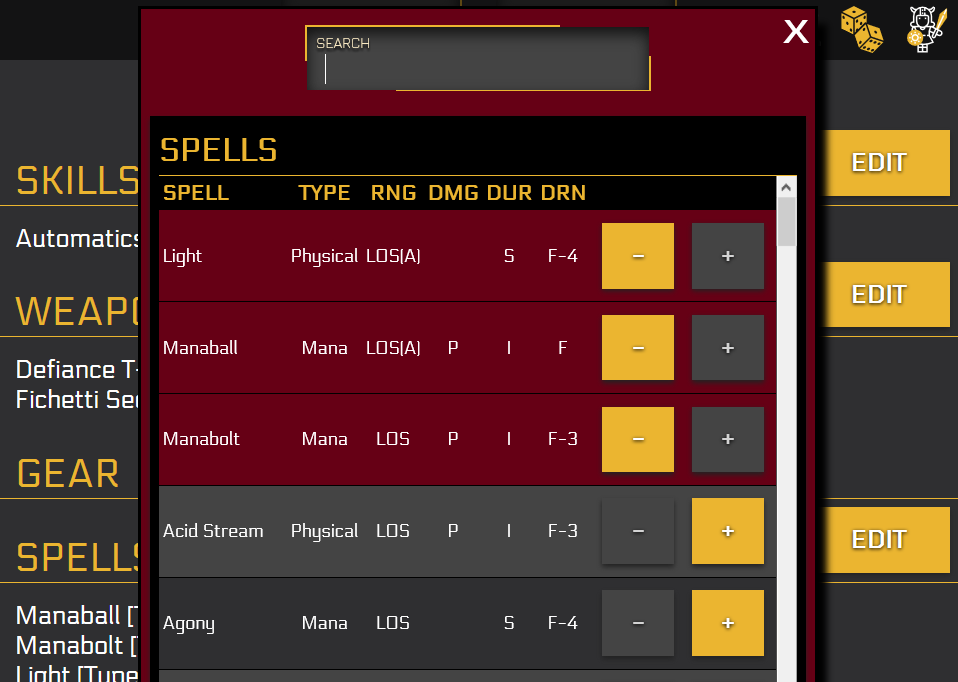 X
SEARCH
SPELLS
SPELL TYPE RNG DMG DUR DRN
Light Physical LOS(A) S F-4 - +
Manaball Mana LOS(A) P I F - +
Manabolt Mana LOS P I F-3 - +
Acid Stream Physical LOS P I F-3 - +
Agony Mana LOS S F-4 - +
SKILLS
EDIT
Automatics
WEAPO
EDIT
Defiance T-
Fichetti Sec
GEAR
SPELLS
EDIT
Manaball [T
Manabolt [
Light [Type